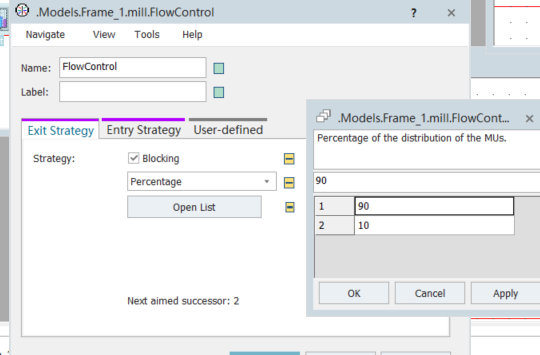 .Models.Frame_1.mill.FlowControl
? ×
Navigate View Tools Help
Name: FlowControl
Label:
Exit Strategy Entry Strategy User-defined
Strategy: Blocking
Percentage
Open List
Next aimed successor: 2
.Models.Frame_1.mill.FlowCont... ×
Percentage of the distribution of the MUs.
90
1 90
2 10
OK Cancel Apply